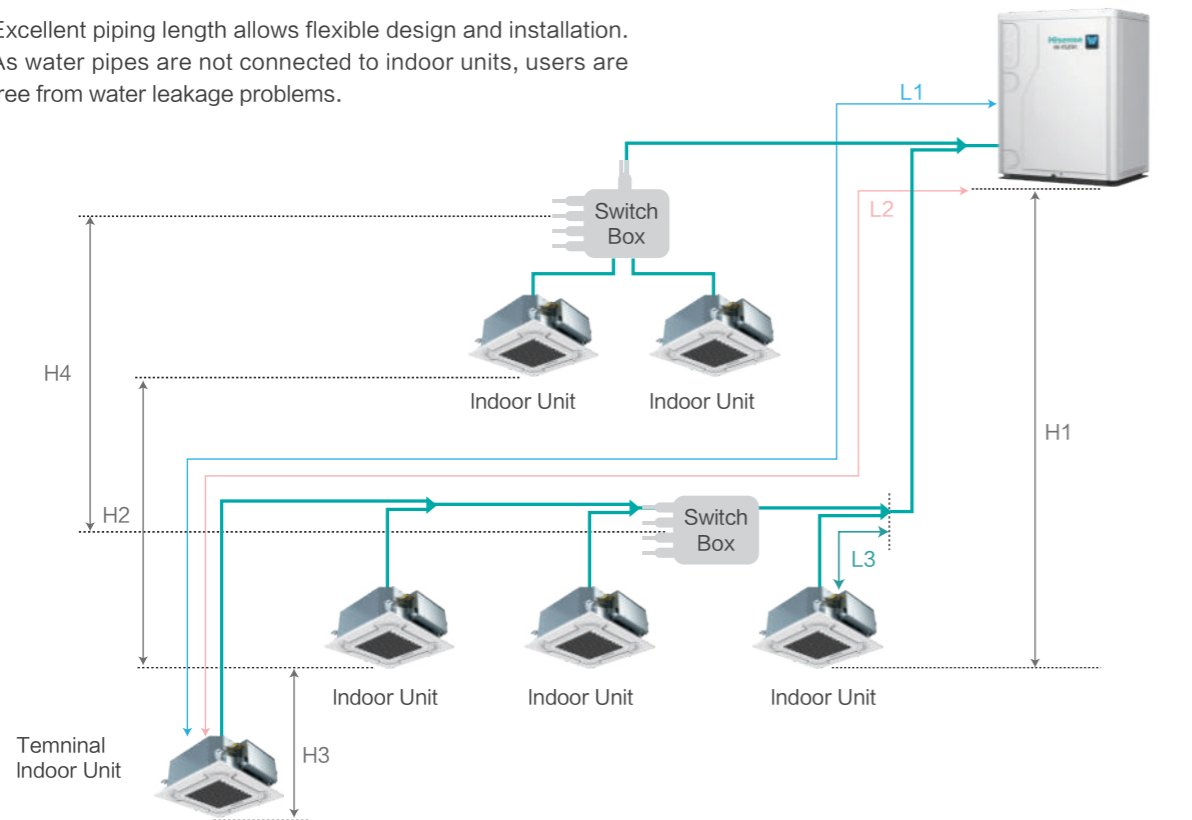 Excellent piping length allows flexible design and installation.
As water pipes are not connected to indoor units, users are
ree from water leakage problems.
Hisense
L1
L2
Switch
Box
H4
Indoor Unit
Indoor Unit
H1
H2
Switch
Box
L3
Indoor Unit
Indoor Unit
Indoor Unit
Temninal
Indoor Unit
H3